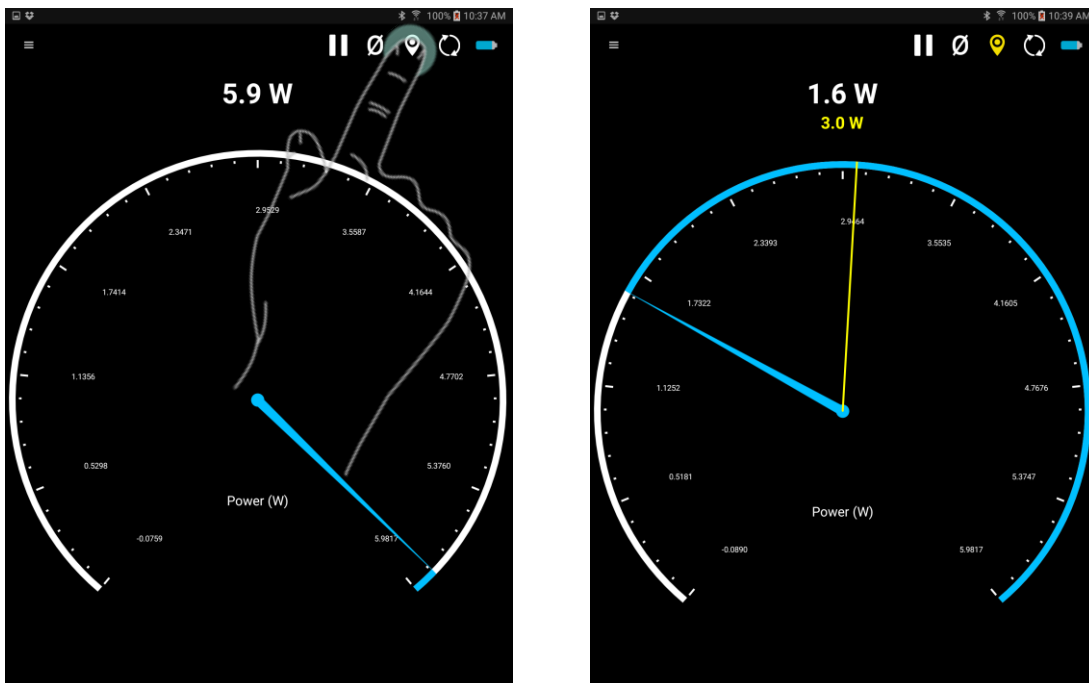 100% 10:37 AM
Ø
5.9 W
2.9529
2.3471
3.5587
1.7414
4.1644
1.1356
4.7702
0.5298
5.3760
Power (W)
-0.0759
5.9817
100% 10:39 AM
Ø
1.6 W
3.0 W
2.3393
3.5535
1.7322
4.1605
1.1252
4.7676
0.5181
5.3747
Power (W)
-0.0890
5.9817